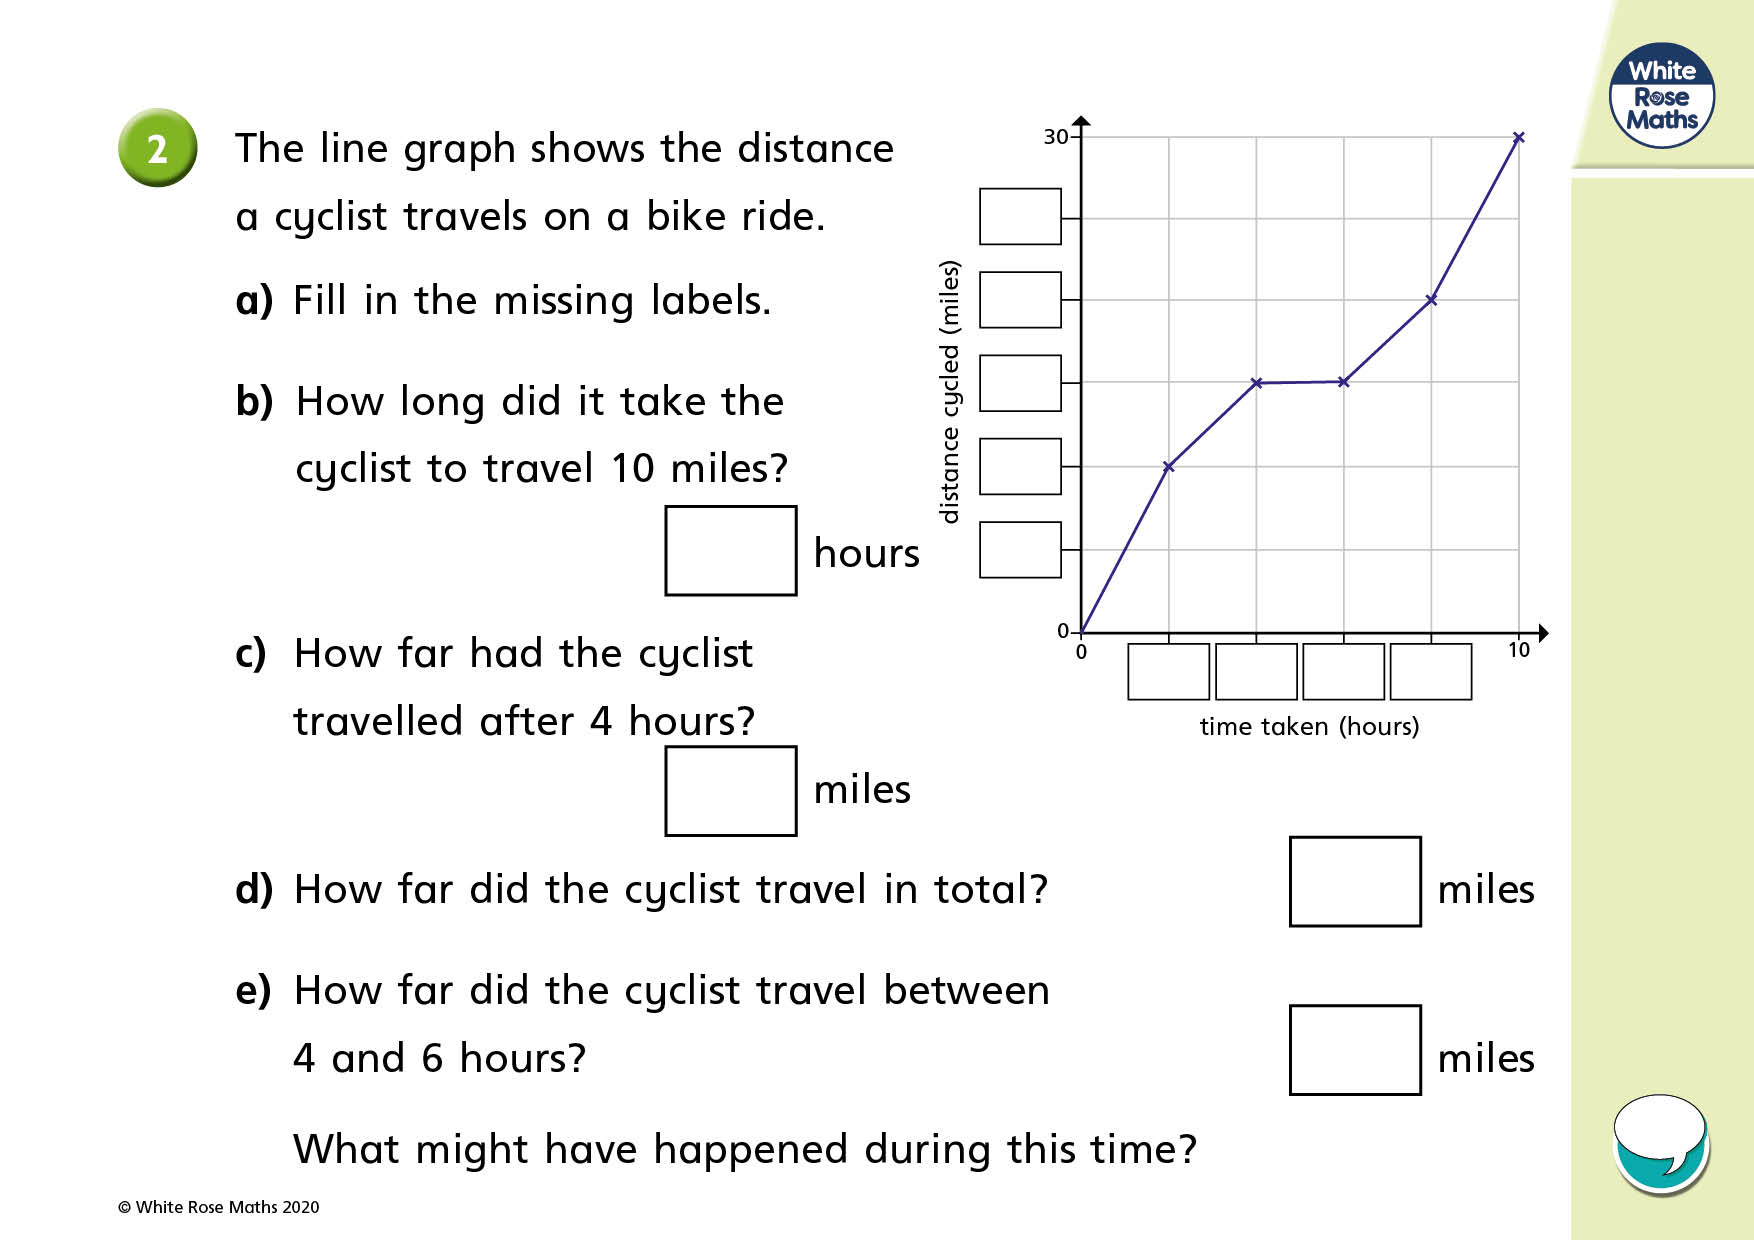 2
The line graph shows the distance
a cyclist travels on a bike ride.
a) Fill in the missing labels.
b) How long did it take the
cyclist to travel 10 miles?
hours
c) How far had the cyclist
travelled after 4 hours?
miles
d) How far did the cyclist travel in total?
miles
e) How far did the cyclist travel between
4 and 6 hours?
miles
What might have happened during this time?
30
distance cycled (miles)
0
0
10
time taken (hours)
White
Rose
Maths
© White Rose Maths 2020